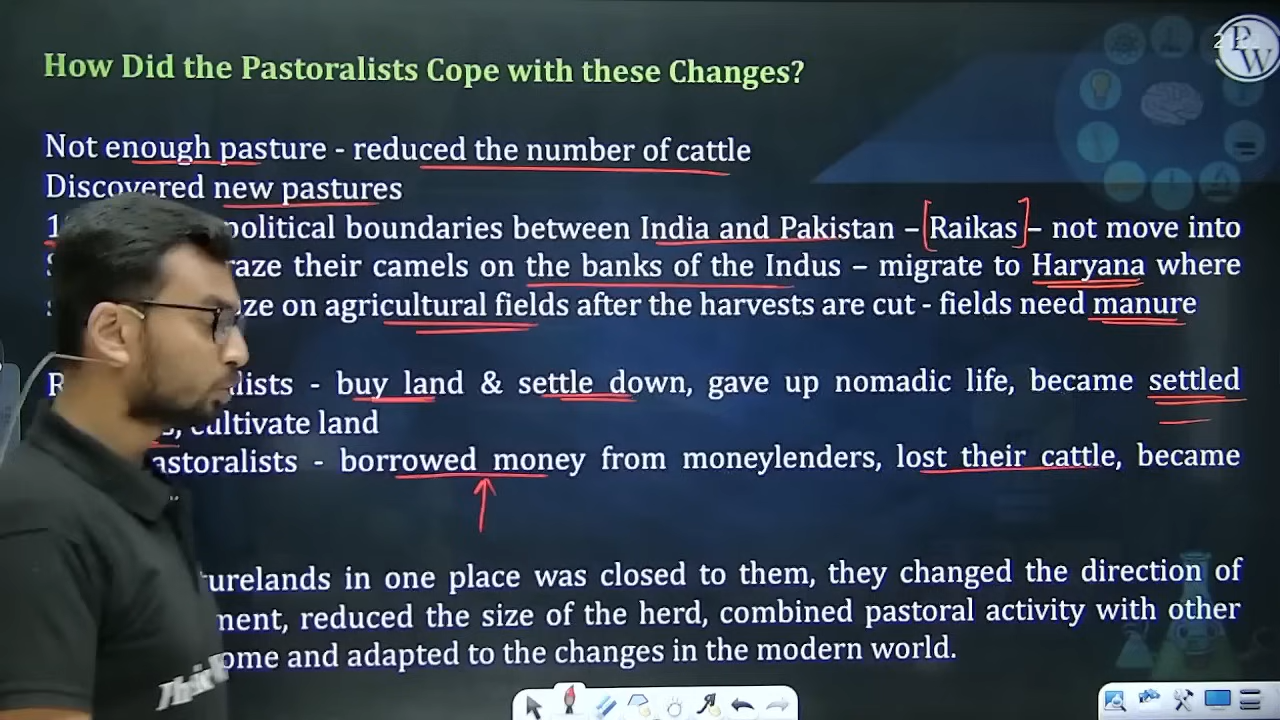 How Did the Pastoralists Cope with these Changes?
PW
Not enough pasture - reduced the number of cattle
Discovered new pastures
political boundaries between India and Pakistan – [Raikas] – not move into
raze their camels on the banks of the Indus – migrate to Haryana where
ze on agricultural fields after the harvests are cut - fields need manure
lists - buy land & settle down, gave up nomadic life, became settled
cultivate land
astoralists - borrowed money from moneylenders, lost their cattle, became
turelands in one place was closed to them, they changed the direction of
ment, reduced the size of the herd, combined pastoral activity with other
ome and adapted to the changes in the modern world.